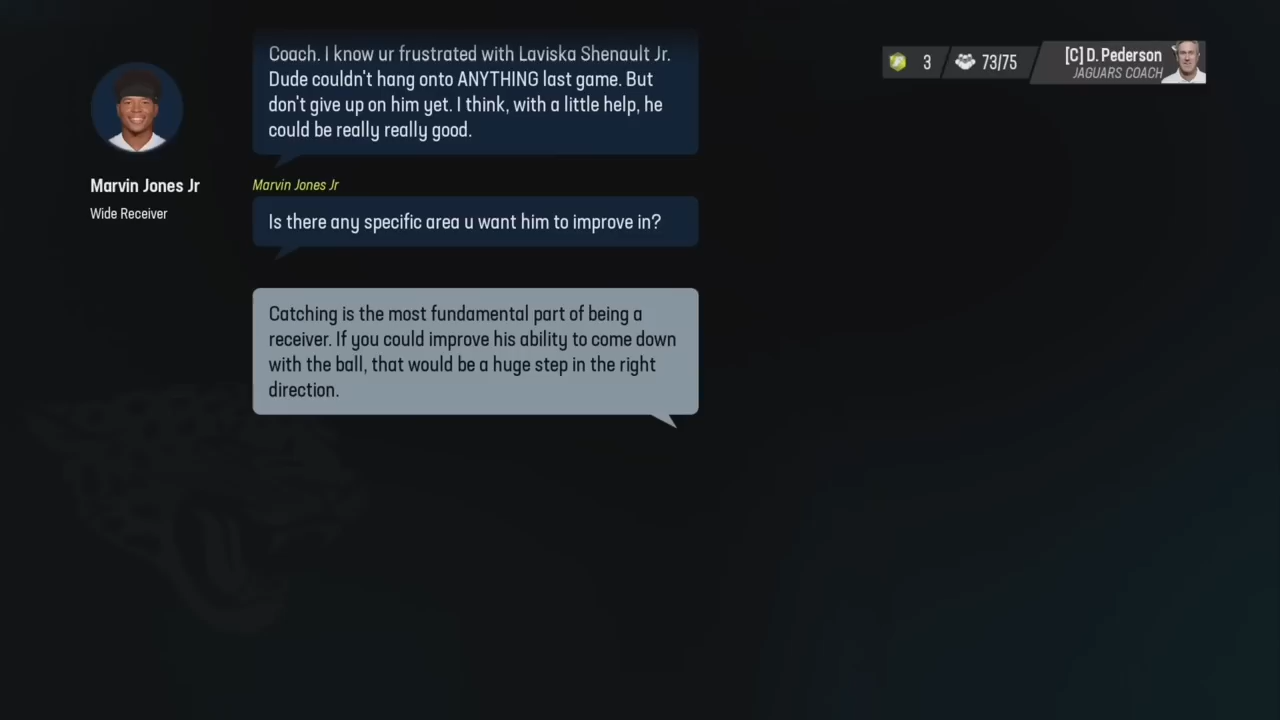 Coach. I know ur frustrated with Laviska Shenault Jr.
Dude couldn't hang onto ANYTHING last game. But
don't give up on him yet. I think, with a little help, he
could be really really good.
3
73/75
[C] D. Pederson
JAGUARS COACH
Marvin Jones Jr
Wide Receiver
Marvin Jones Jr
Is there any specific area u want him to improve in?
Catching is the most fundamental part of being a
receiver. If you could improve his ability to come down
with the ball, that would be a huge step in the right
direction.